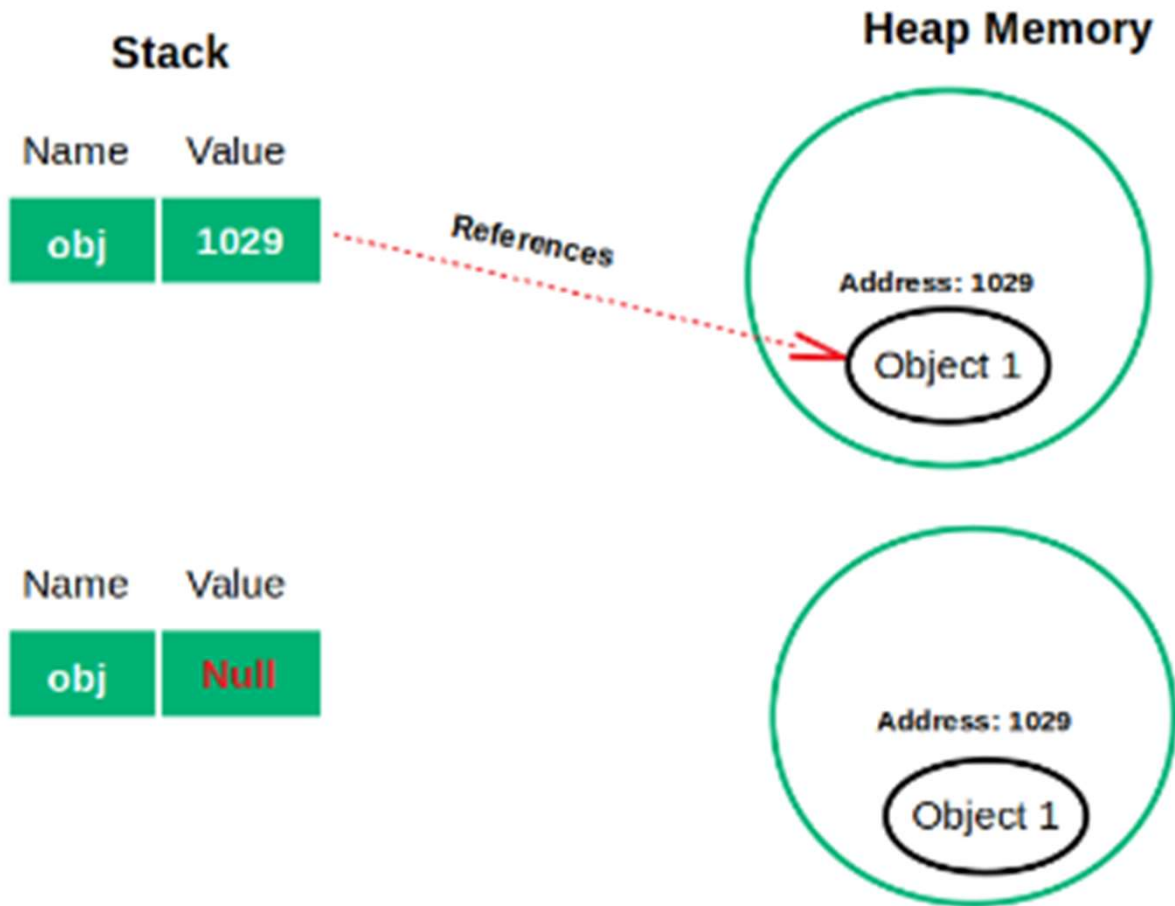 Stack
Heap Memory
Name Value
obj 1029
References
Address: 1029
Object 1
Name Value
obj Null
Address: 1029
Object 1